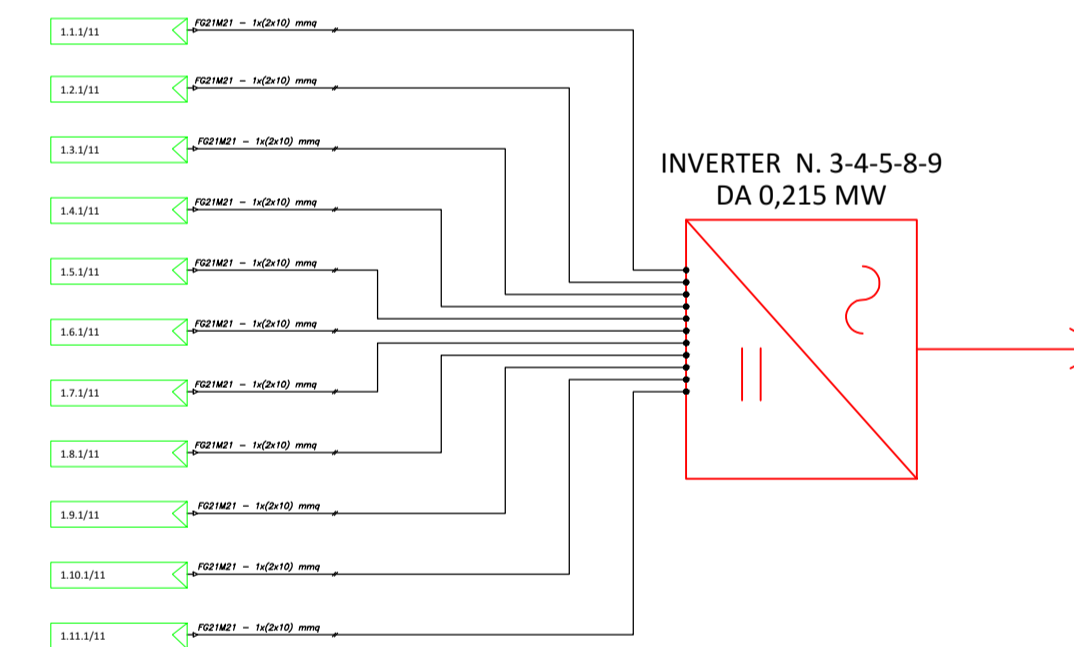 1.1.1/11 FG21M21 - 1x(2x10) mmq
1.2.1/11 FG21M21 - 1x(2x10) mmq
1.3.1/11 FG21M21 - 1x(2x10) mmq
INVERTER N. 3-4-5-8-9
DA 0,215 MW
1.4.1/11 FG21M21 - 1x(2x10) mmq
1.5.1/11 FG21M21 - 1x(2x10) mmq
1.6.1/11 FG21M21 - 1x(2x10) mmq
1.7.1/11 FG21M21 - 1x(2x10) mmq
1.8.1/11 FG21M21 - 1x(2x10) mmq
1.9.1/11 FG21M21 - 1x(2x10) mmq
1.10.1/11 FG21M21 - 1x(2x10) mmq
1.11.1/11 FG21M21 - 1x(2x10) mmq